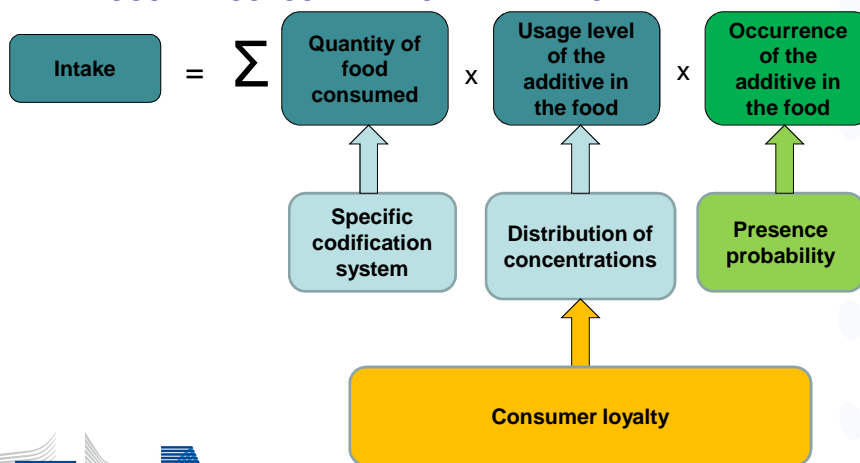 Intake
=
Σ
Quantity of
food
consumed
x
Usage level
of the
additive in
the food
x
Occurrence
of the
additive in
the food
Specific
codification
system
Distribution of
concentrations
Presence
probability
Consumer loyalty